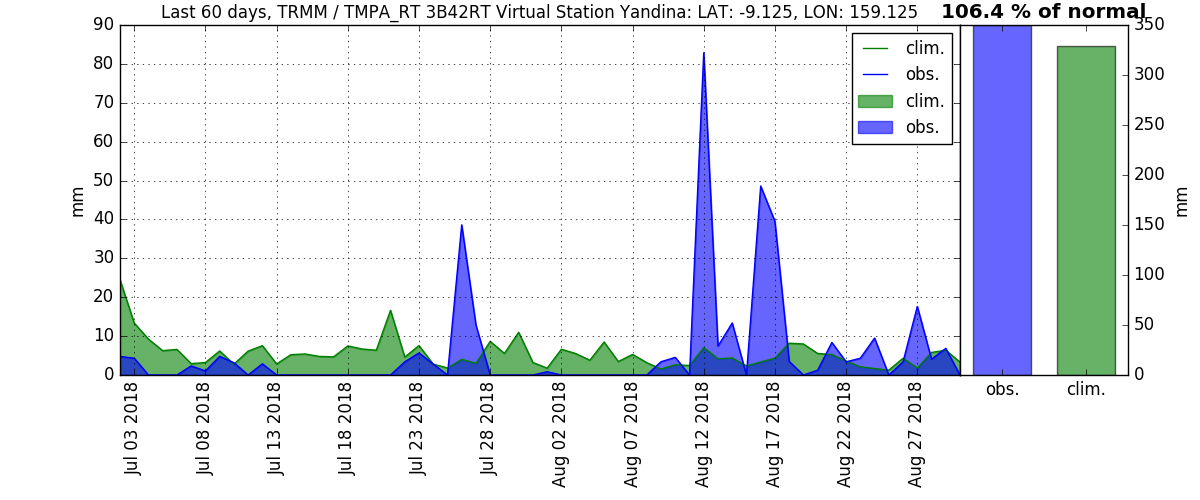 Last 60 days, TRMM / TMPA_RT 3B42RT Virtual Station Yandina: LAT: -9.125, LON: 159.125
106.4 % of normal
90
80
70
60
50
40
30
20
10
0
mm
clim.
obs.
clim.
obs.
350
300
250
200
150
100
50
0
mm
obs.
clim.
Jul 03 2018
Jul 08 2018
Jul 13 2018
Jul 18 2018
Jul 23 2018
Jul 28 2018
Aug 02 2018
Aug 07 2018
Aug 12 2018
Aug 17 2018
Aug 22 2018
Aug 27 2018